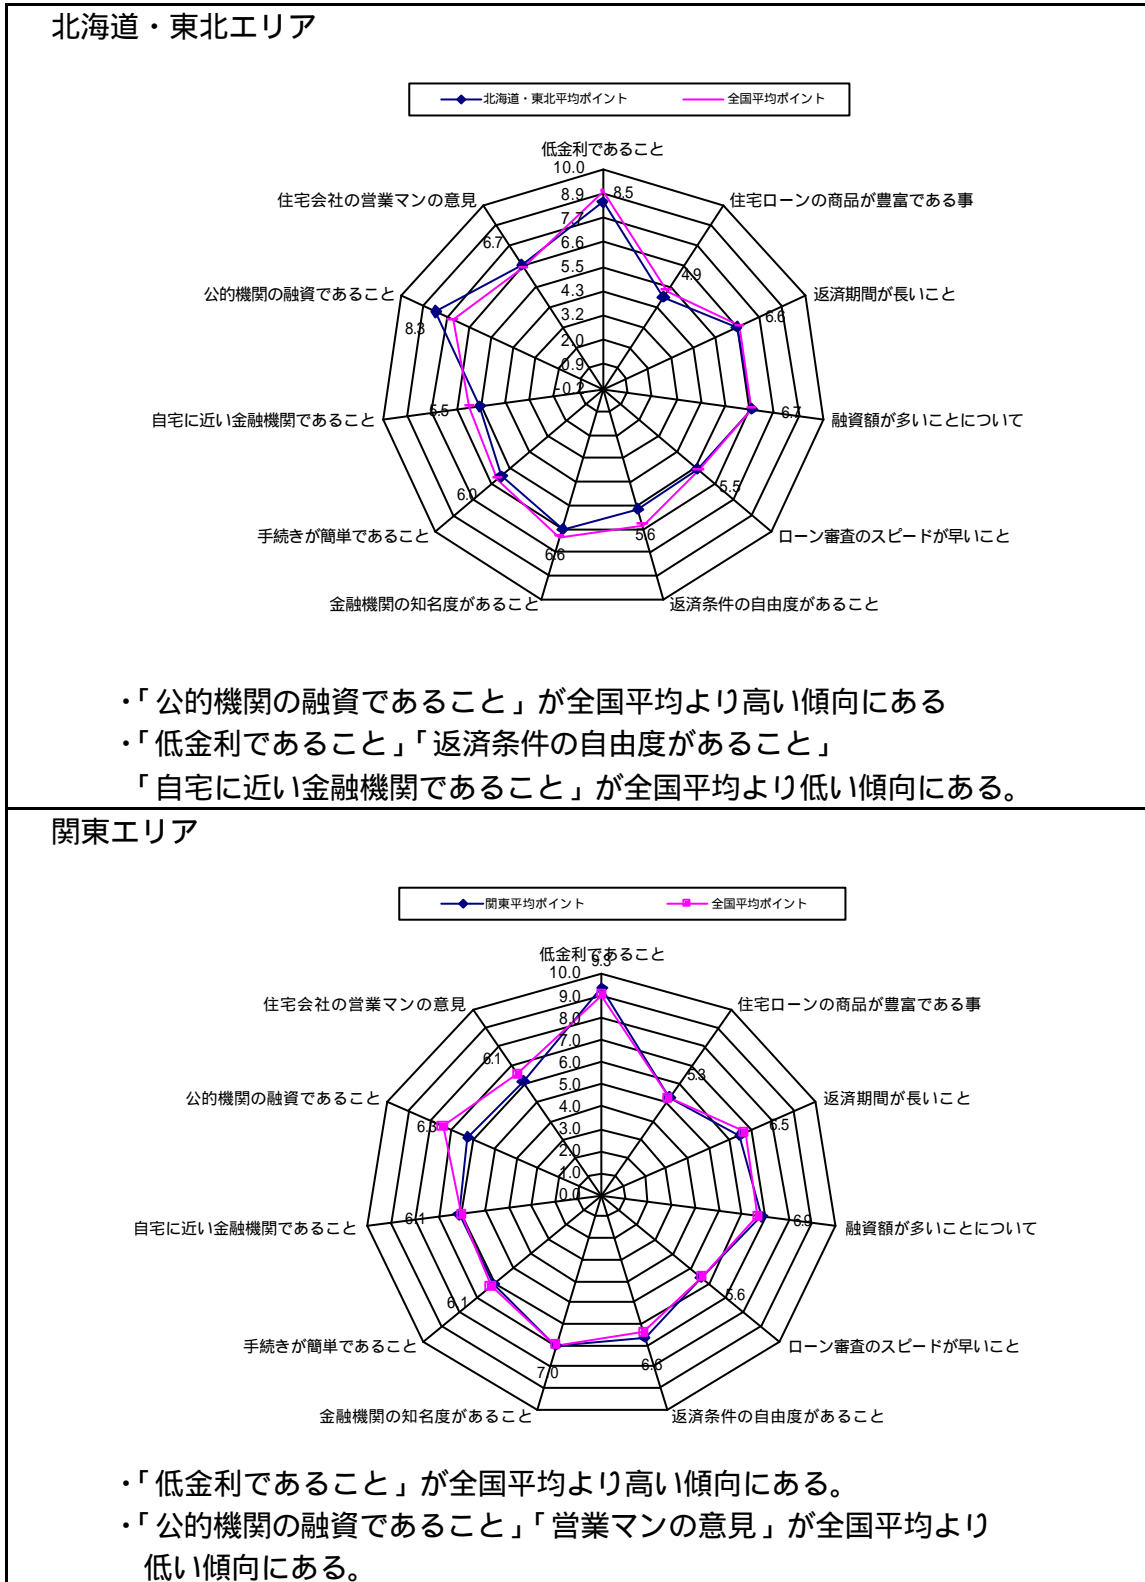 北海道・東北エリア
北海道・東北平均ポイント 全国平均ポイント
低金利であること
住宅ローンの商品が豊富である事
返済期間が長いこと
融資額が多いことについて
ローン審査のスピードが早いこと
返済条件の自由度があること
金融機関の知名度があること
手続きが簡単であること
自宅に近い金融機関であること
公的機関の融資であること
住宅会社の営業マンの意見
10.0
8.9
7.7
6.6
5.5
4.3
3.2
2.0
0.9
-0.2
8.5
4.9
6.6
6.7
5.5
5.6
6.6
6.0
5.5
8.3
6.7
・「公的機関の融資であること」が全国平均より高い傾向にある
・「低金利であること」「返済条件の自由度があること」
「自宅に近い金融機関であること」が全国平均より低い傾向にある。
関東エリア
関東平均ポイント 全国平均ポイント
低金利であること
住宅ローンの商品が豊富である事
返済期間が長いこと
融資額が多いことについて
ローン審査のスピードが早いこと
返済条件の自由度があること
金融機関の知名度があること
手続きが簡単であること
自宅に近い金融機関であること
公的機関の融資であること
住宅会社の営業マンの意見
10.0
9.0
8.0
7.0
6.0
5.0
4.0
3.0
2.0
1.0
0.0
9.3
5.3
6.5
6.9
5.6
6.6
7.0
6.1
6.1
6.3
6.1
・「低金利であること」が全国平均より高い傾向にある。
・「公的機関の融資であること」「営業マンの意見」が全国平均より
低い傾向にある。